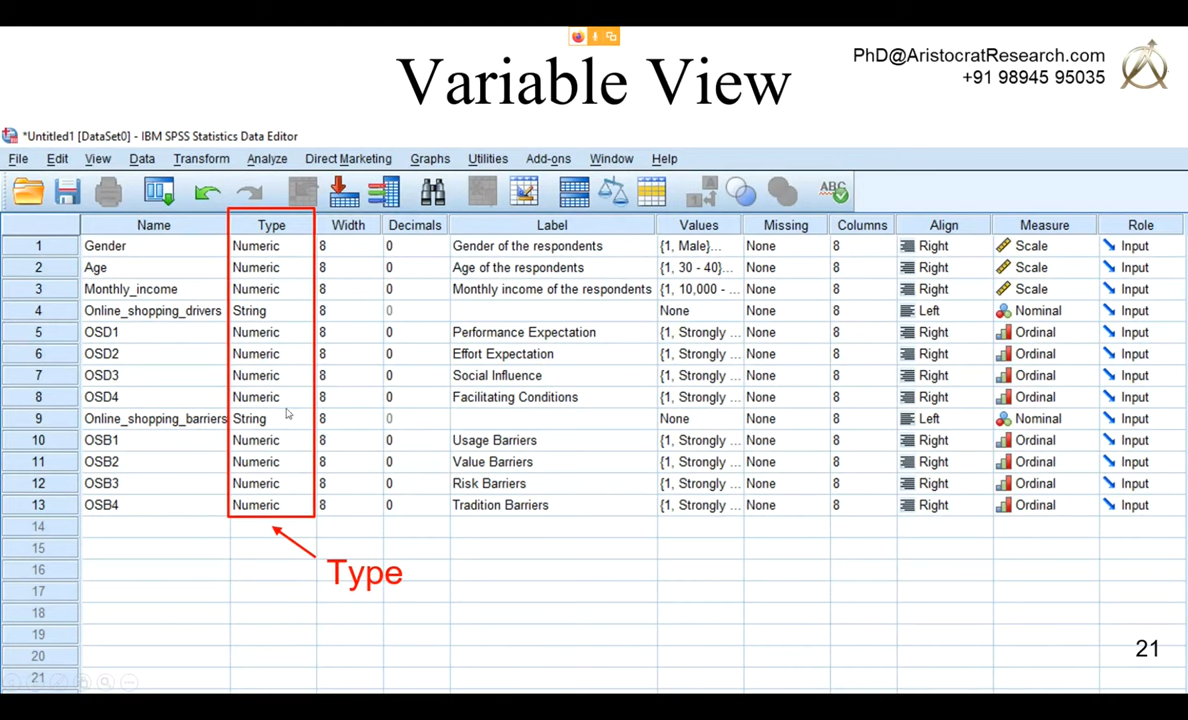 Variable View
PhD@AristocratResearch.com
+91 98945 95035
*Untitled1 [DataSet0] - IBM SPSS Statistics Data Editor
File Edit View Data Transform Analyze Direct Marketing Graphs Utilities Add-ons Window Help
Name Type Width Decimals Label Values Missing Columns Align Measure Role
1 Gender Numeric 8 0 Gender of the respondents {1, Male}... None 8 Right Scale Input
2 Age Numeric 8 0 Age of the respondents {1, 30 - 40}... None 8 Right Scale Input
3 Monthly_income Numeric 8 0 Monthly income of the respondents {1, 10,000 - ... None 8 Right Scale Input
4 Online_shopping_drivers String 8 0 None None 8 Left Nominal Input
5 OSD1 Numeric 8 0 Performance Expectation {1, Strongly ... None 8 Right Ordinal Input
6 OSD2 Numeric 8 0 Effort Expectation {1, Strongly ... None 8 Right Ordinal Input
7 OSD3 Numeric 8 0 Social Influence {1, Strongly ... None 8 Right Ordinal Input
8 OSD4 Numeric 8 0 Facilitating Conditions {1, Strongly ... None 8 Right Ordinal Input
9 Online_shopping_barriers String 8 0 None None 8 Left Nominal Input
10 OSB1 Numeric 8 0 Usage Barriers {1, Strongly ... None 8 Right Ordinal Input
11 OSB2 Numeric 8 0 Value Barriers {1, Strongly ... None 8 Right Ordinal Input
12 OSB3 Numeric 8 0 Risk Barriers {1, Strongly ... None 8 Right Ordinal Input
13 OSB4 Numeric 8 0 Tradition Barriers {1, Strongly ... None 8 Right Ordinal Input
14
15
Type
16
17
18
19
20
21
21